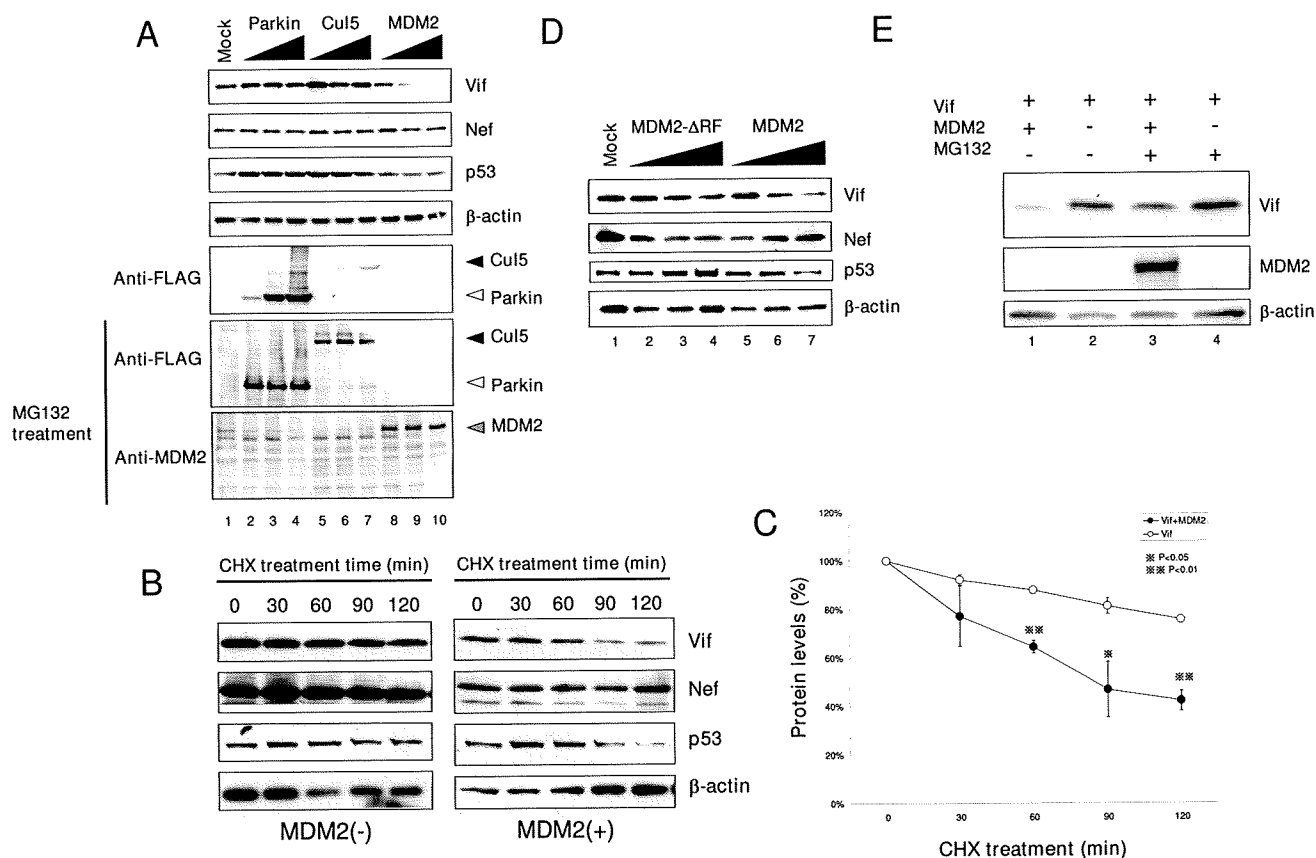 A
Mock
Parkin
Cul5
MDM2
Vif
Nef
p53
β-actin
Anti-FLAG
Cul5
Parkin
MG132
treatment
Anti-FLAG
Cul5
Parkin
Anti-MDM2
MDM2
1 2 3 4 5 6 7 8 9 10
D
Mock
MDM2-ΔRF
MDM2
Vif
Nef
p53
β-actin
1 2 3 4 5 6 7
E
Vif + + + +
MDM2 + - + -
MG132 - - + +
Vif
MDM2
β-actin
1 2 3 4
B
CHX treatment time (min)
0 30 60 90 120
CHX treatment time (min)
0 30 60 90 120
Vif
Nef
p53
β-actin
MDM2(-)
MDM2(+)
C
Protein levels (%)
120%
100%
80%
60%
40%
20%
0%
Vif+MDM2
Vif
※ P<0.05
※※ P<0.01
※※
※
※※
0 30 60 90 120
CHX treatment (min)